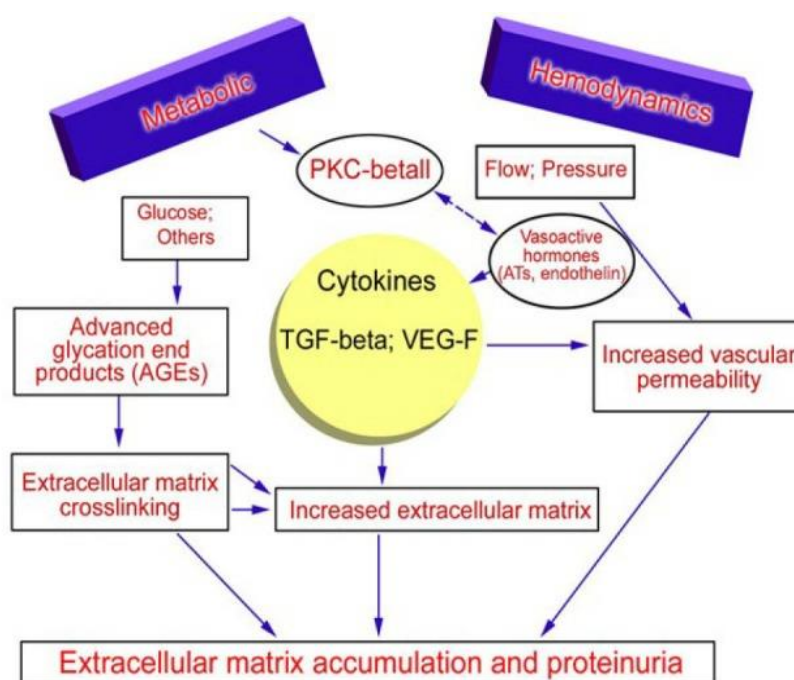 Metabolic
Hemodynamics
PKC-betaII
Flow; Pressure
Glucose;
Others
Vasoactive
hormones
(ATs, endothelin)
Cytokines
TGF-beta; VEG-F
Advanced
glycation end
products (AGEs)
Increased vascular
permeability
Extracellular matrix
crosslinking
Increased extracellular matrix
Extracellular matrix accumulation and proteinuria